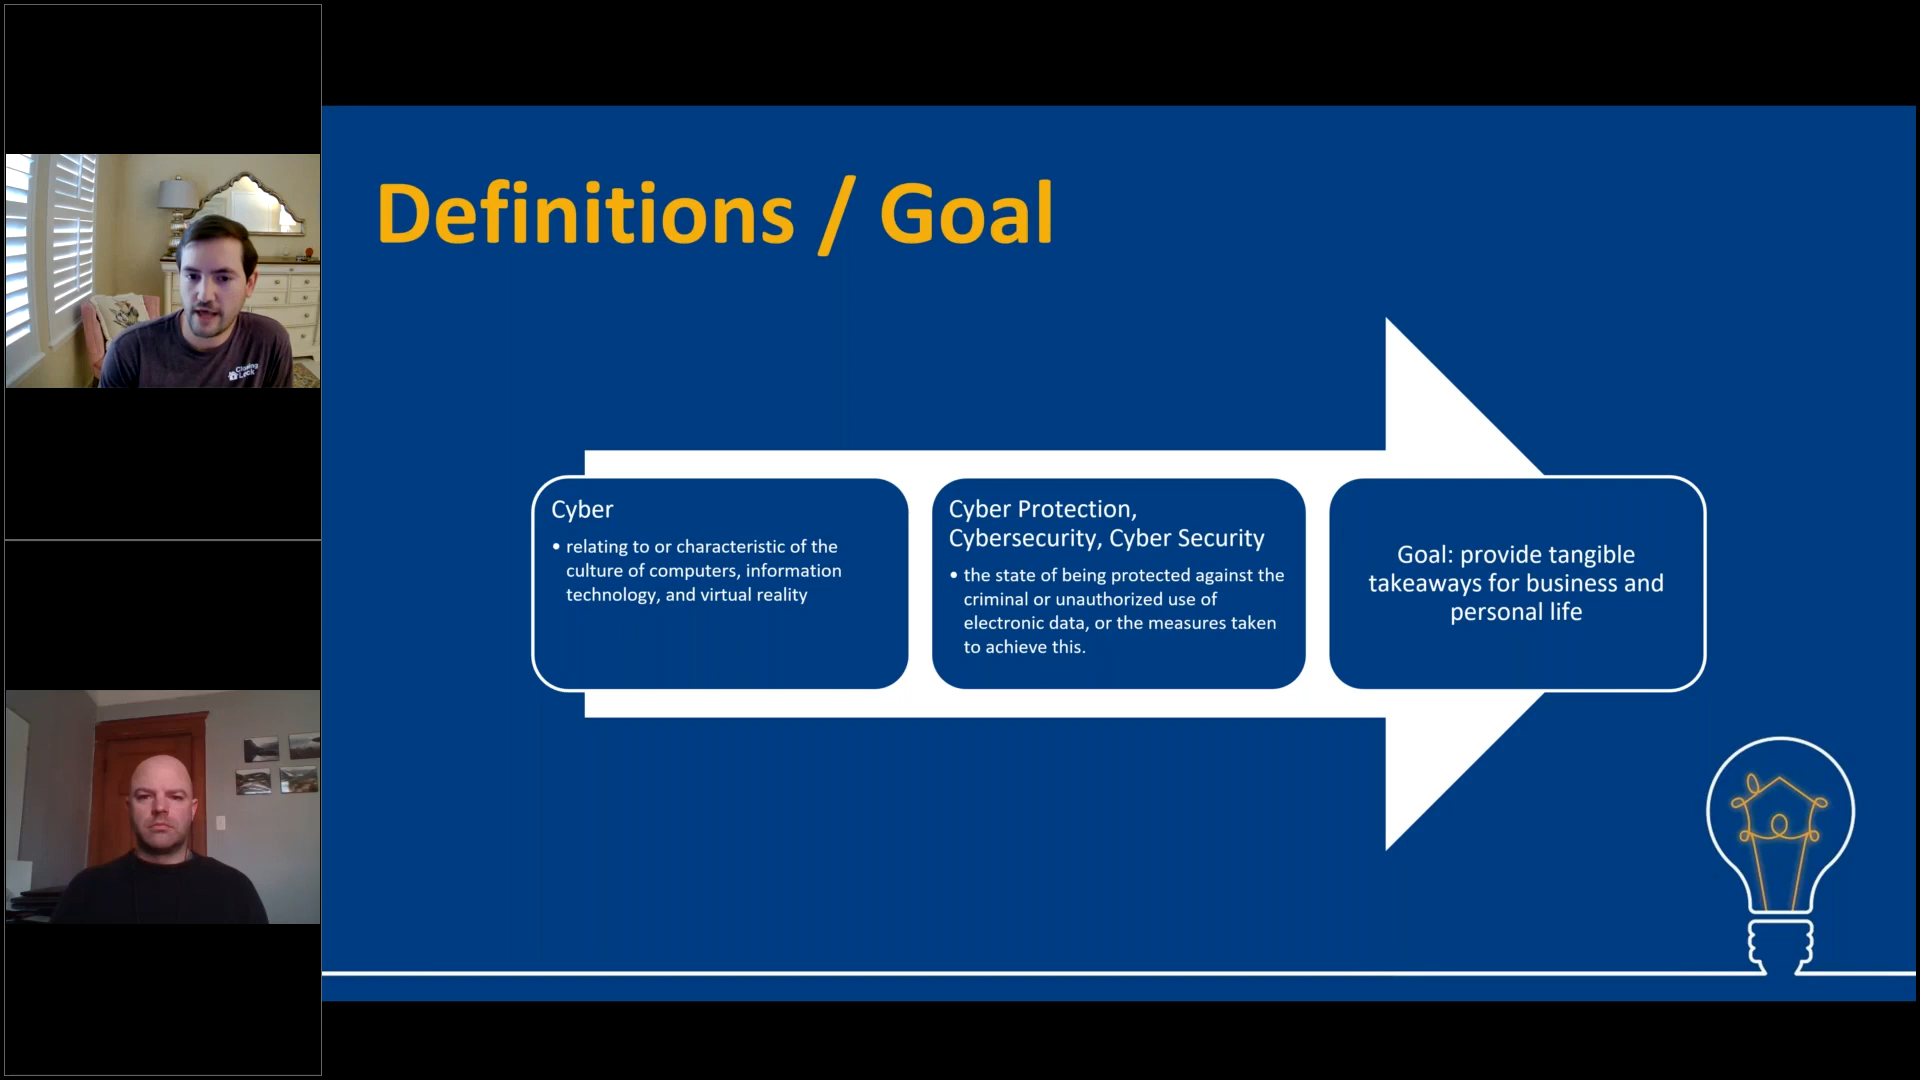 Definitions / Goal
Cyber
• relating to or characteristic of the
culture of computers, information
technology, and virtual reality
Cyber Protection,
Cybersecurity, Cyber Security
• the state of being protected against the
criminal or unauthorized use of
electronic data, or the measures taken
to achieve this.
Goal: provide tangible
takeaways for business and
personal life
Closing
Lock